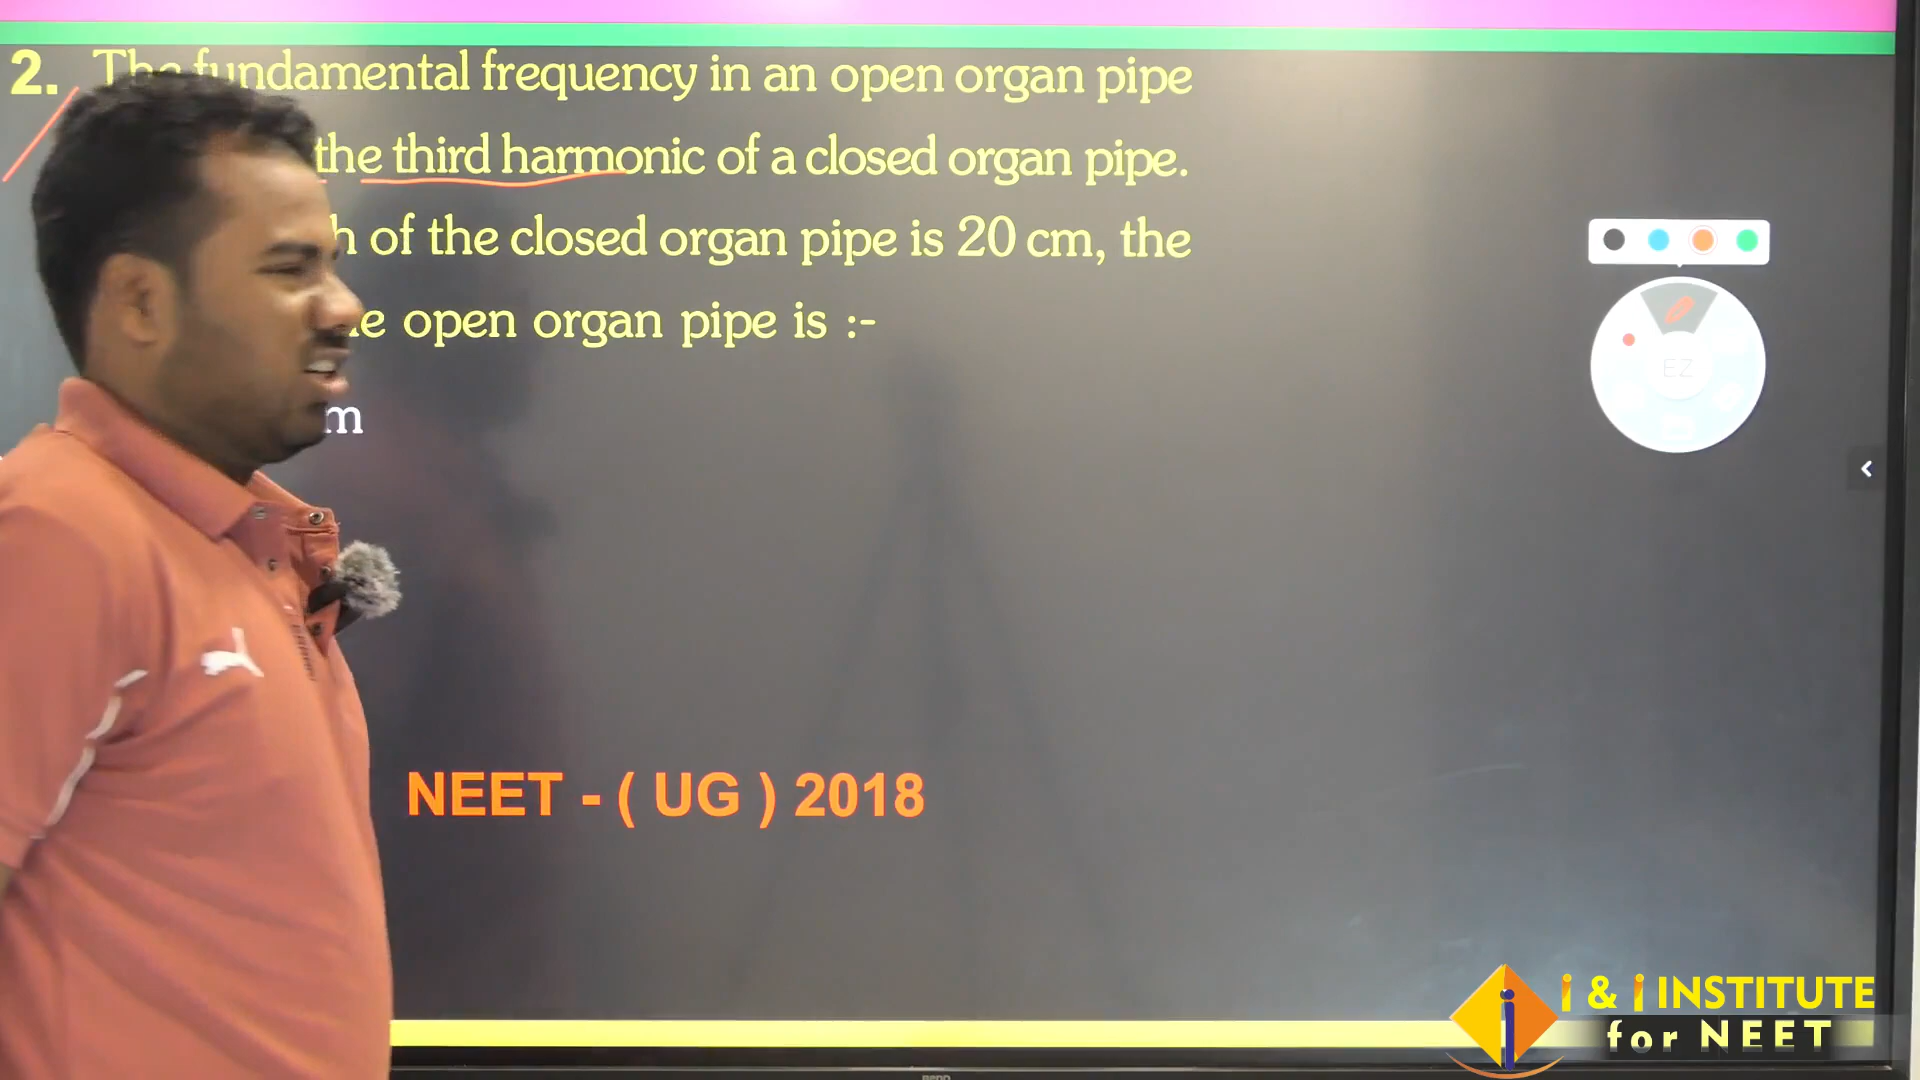 2. The fundamental frequency in an open organ pipe
the third harmonic of a closed organ pipe.
h of the closed organ pipe is 20 cm, the
e open organ pipe is :-
m
EZ
NEET - ( UG ) 2018
i & i INSTITUTE
for NEET